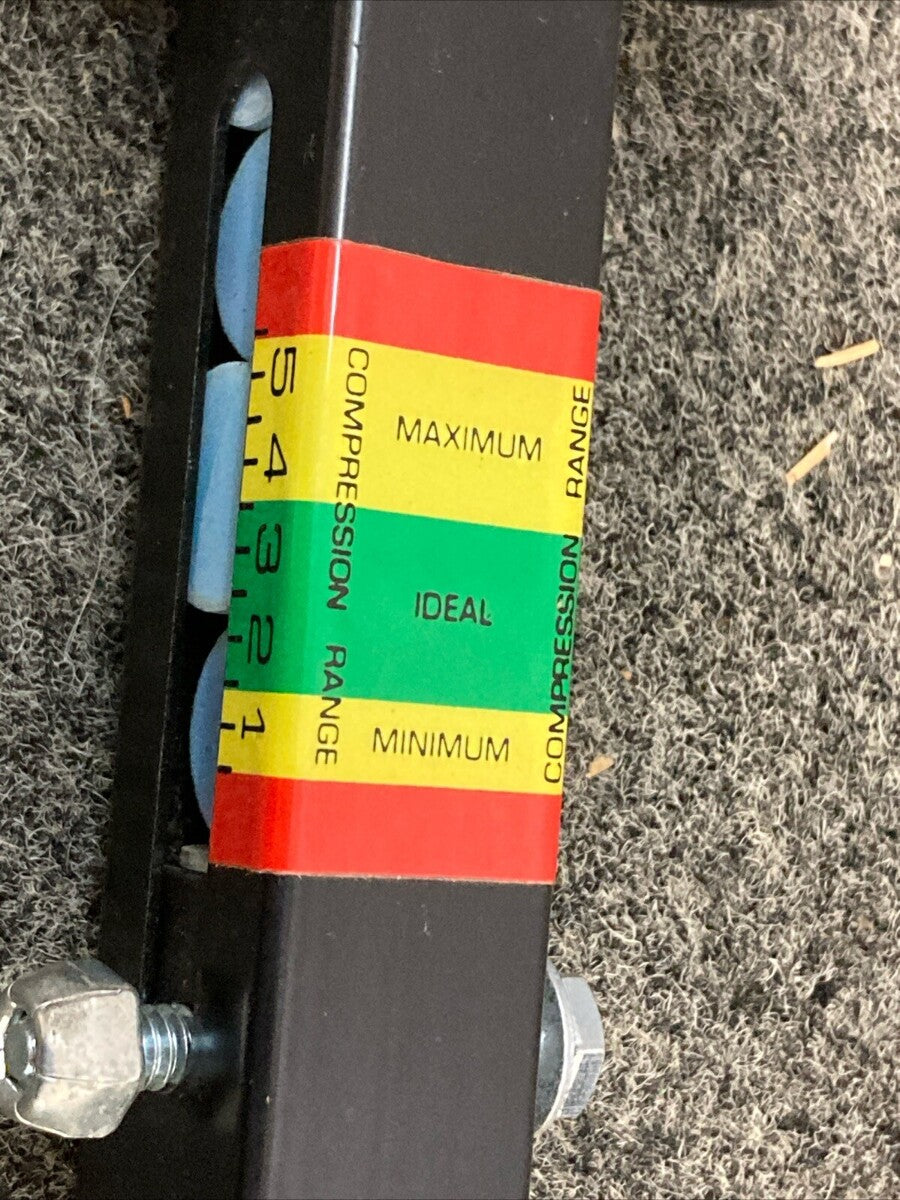 5
4
3
2
1
COMPRESSION RANGE
MAXIMUM
IDEAL
MINIMUM
COMPRESSION RANGE